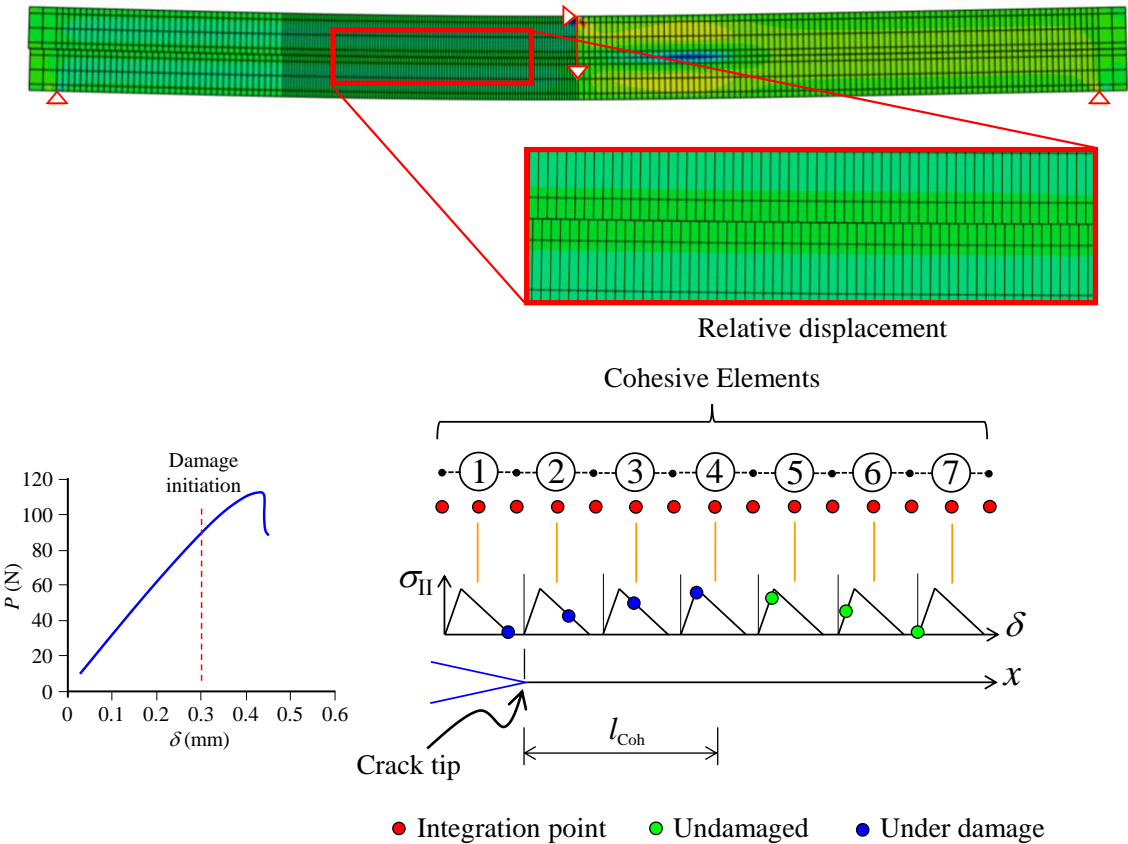 Relative displacement
Cohesive Elements
1 2 3 4 5 6 7
Damage
initiation
120
100
80
60
40
20
0
P (N)
0 0.1 0.2 0.3 0.4 0.5 0.6
δ (mm)
σII
δ
x
lCoh
Crack tip
Integration point Undamaged Under damage